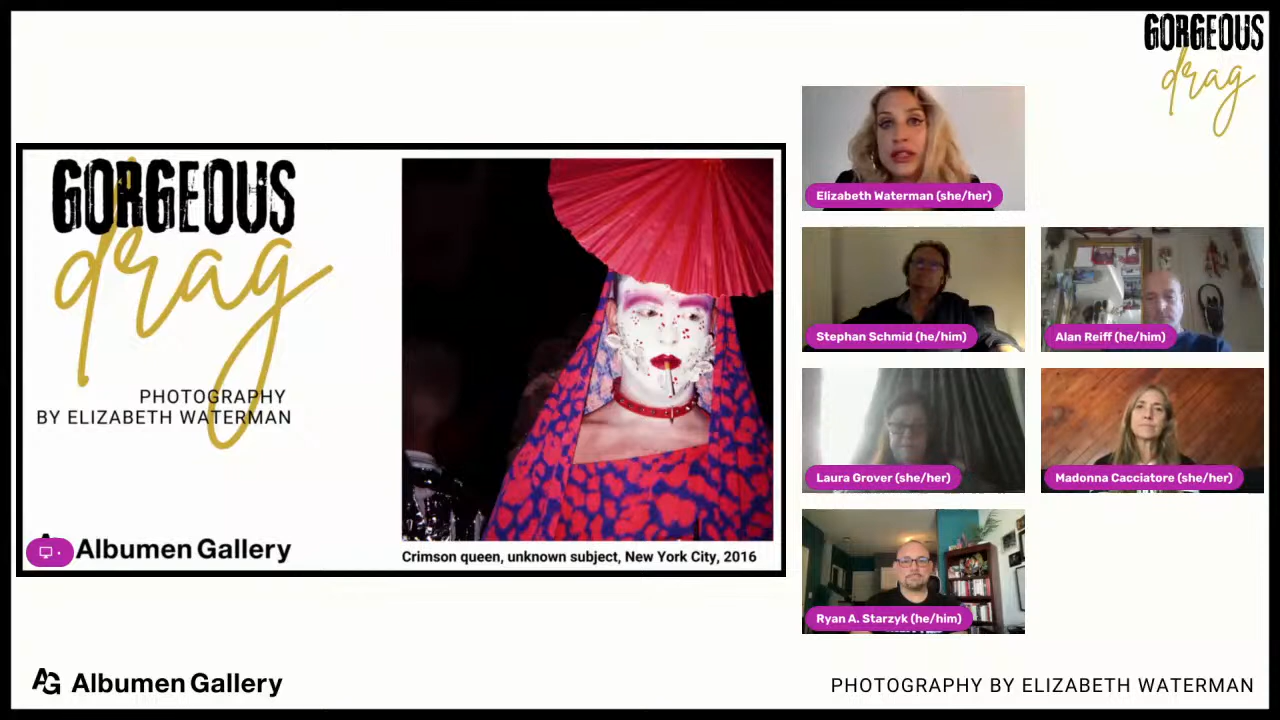 GORGEOUS
drag
GORGEOUS
drag
PHOTOGRAPHY
BY ELIZABETH WATERMAN
Albumen Gallery
Crimson queen, unknown subject, New York City, 2016
Elizabeth Waterman (she/her)
Stephan Schmid (he/him)
Alan Reiff (he/him)
Laura Grover (she/her)
Madonna Cacciatore (she/her)
Ryan A. Starzyk (he/him)
AG Albumen Gallery
PHOTOGRAPHY BY ELIZABETH WATERMAN